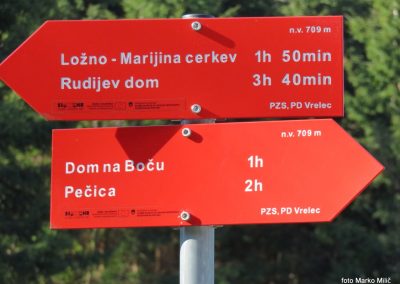 n.v. 709 m
Ložno - Marijina cerkev 1h 50min
Rudijev dom 3h 40min
PZS, PD Vrelec
n.v. 709 m
Dom na Boču 1h
Pečica 2h
PZS, PD Vrelec
foto Marko Milič